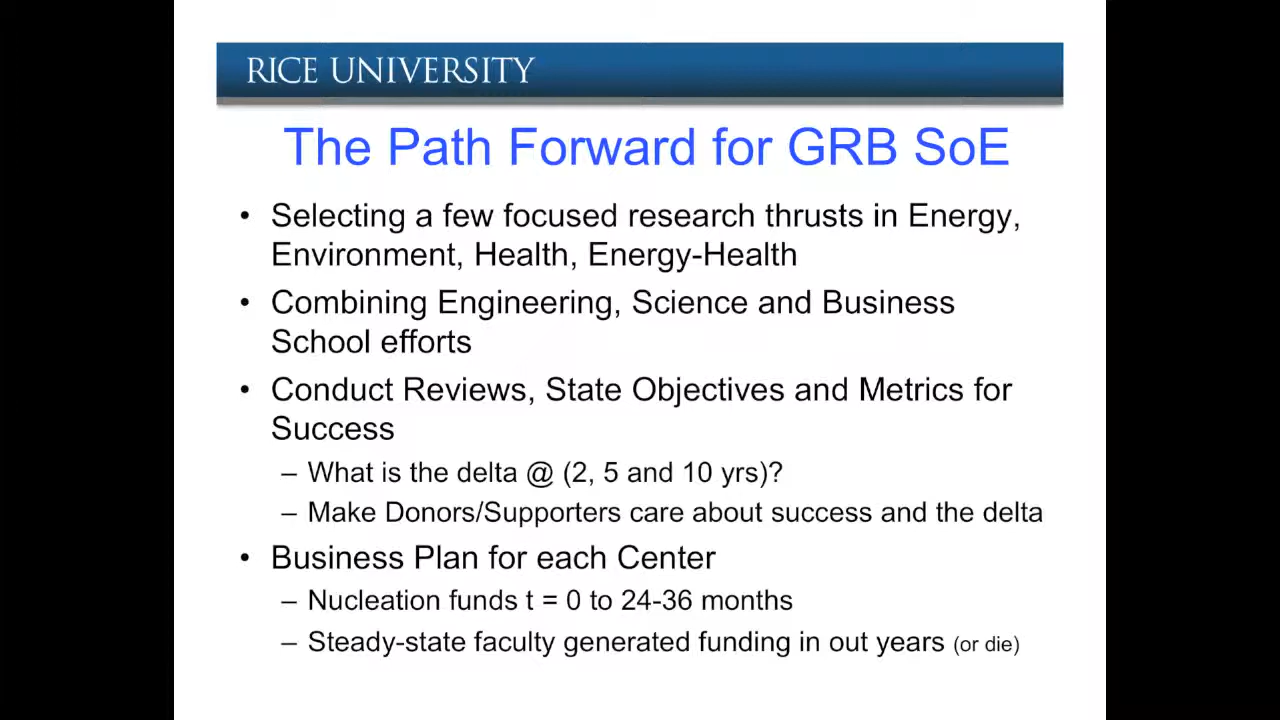 RICE UNIVERSITY
The Path Forward for GRB SoE
• Selecting a few focused research thrusts in Energy,
Environment, Health, Energy-Health
• Combining Engineering, Science and Business
School efforts
• Conduct Reviews, State Objectives and Metrics for
Success
– What is the delta @ (2, 5 and 10 yrs)?
– Make Donors/Supporters care about success and the delta
• Business Plan for each Center
– Nucleation funds t = 0 to 24-36 months
– Steady-state faculty generated funding in out years (or die)